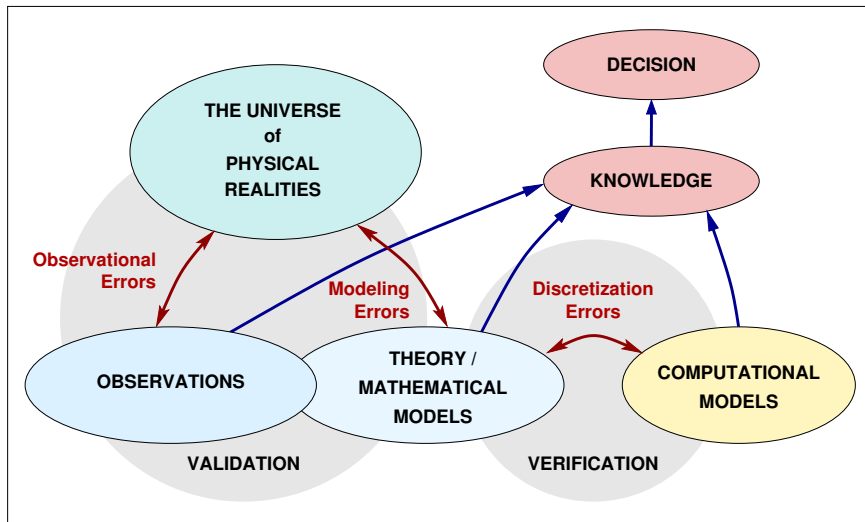 DECISION
THE UNIVERSE
of
PHYSICAL
REALITIES
KNOWLEDGE
Observational
Errors
Modeling
Errors
Discretization
Errors
OBSERVATIONS
THEORY /
MATHEMATICAL
MODELS
COMPUTATIONAL
MODELS
VALIDATION
VERIFICATION